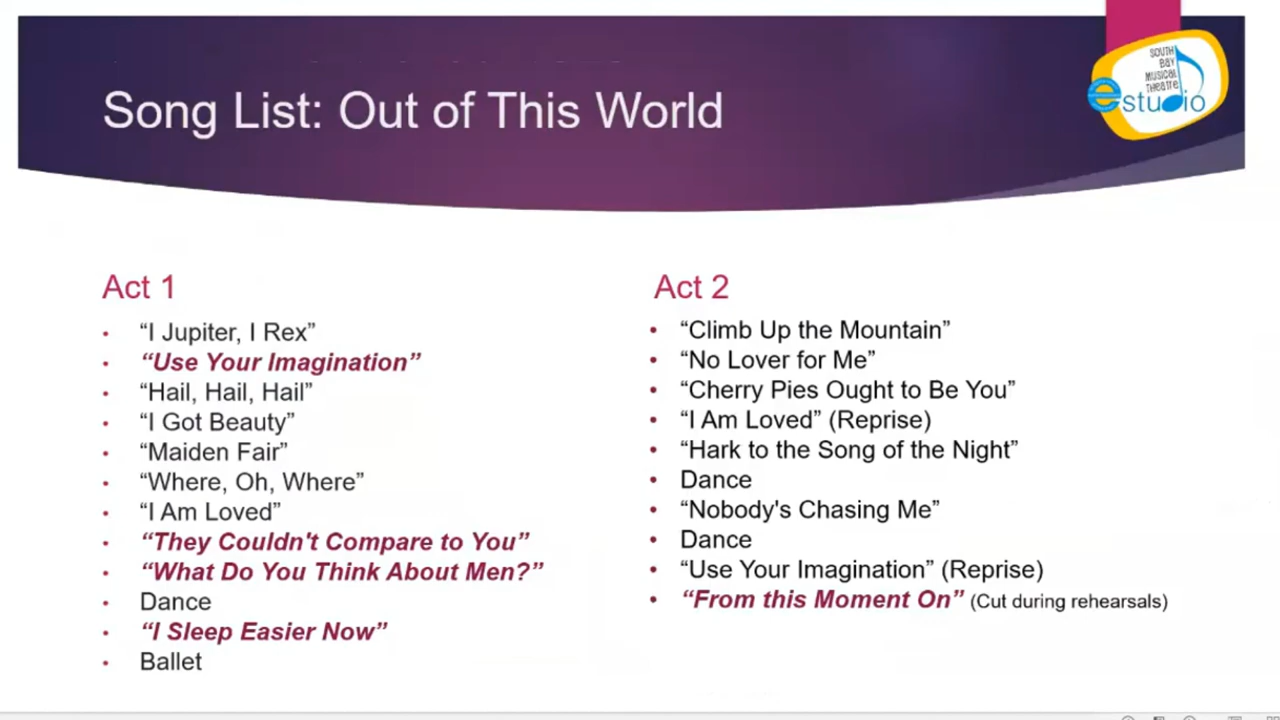 Song List: Out of This World
SOUTH
BAY
MUSICAL
THEATRE
estudio
Act 1
• “I Jupiter, I Rex”
• “Use Your Imagination”
• “Hail, Hail, Hail”
• “I Got Beauty”
• “Maiden Fair”
• “Where, Oh, Where”
• “I Am Loved”
• “They Couldn't Compare to You”
• “What Do You Think About Men?”
• Dance
• “I Sleep Easier Now”
• Ballet
Act 2
• “Climb Up the Mountain”
• “No Lover for Me”
• “Cherry Pies Ought to Be You”
• “I Am Loved” (Reprise)
• “Hark to the Song of the Night”
• Dance
• “Nobody's Chasing Me”
• Dance
• “Use Your Imagination” (Reprise)
• “From this Moment On” (Cut during rehearsals)